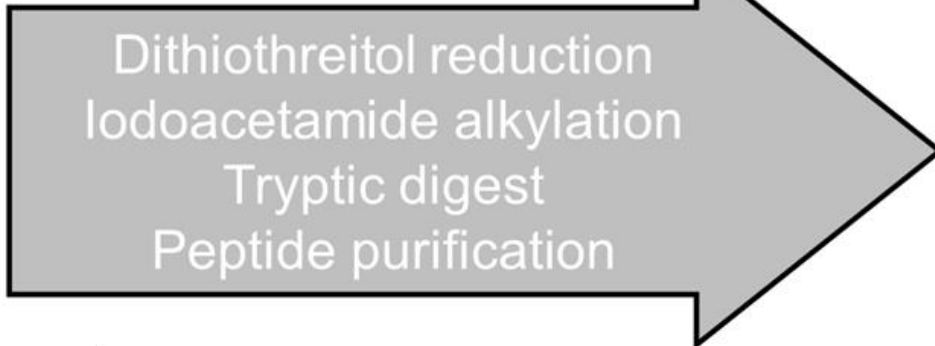 Dithiothreitol reduction
Iodoacetamide alkylation
Tryptic digest
Peptide purification